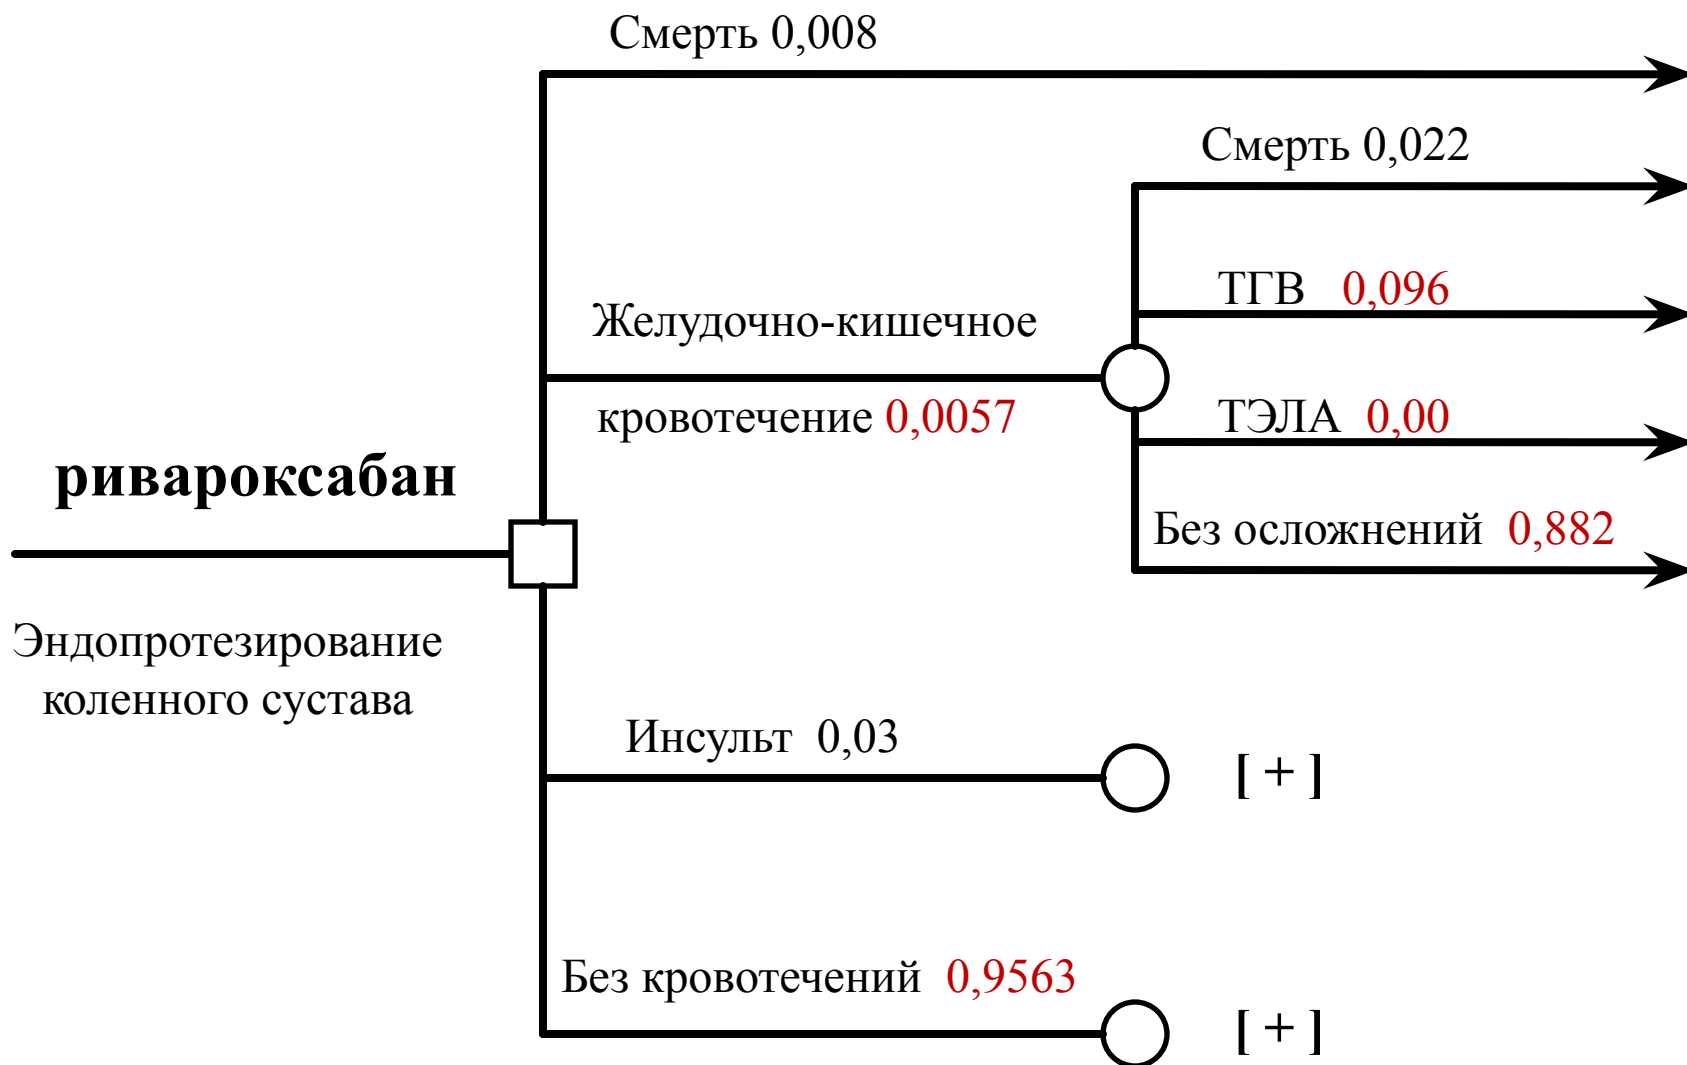 Смерть 0,008
Смерть 0,022
ТГВ 0,096
Желудочно-кишечное
кровотечение 0,0057
ТЭЛА 0,00
ривароксабан
Без осложнений 0,882
Эндопротезирование
коленного сустава
Инсульт 0,03
[ + ]
Без кровотечений 0,9563
[ + ]